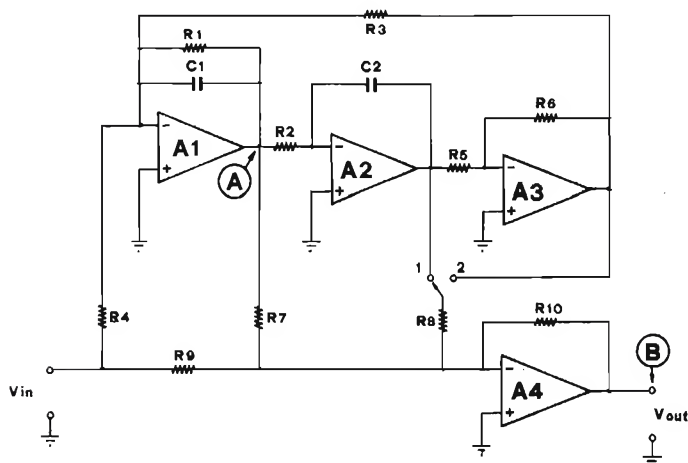 R3
R1
C1
C2
R6
R2
R5
−
A1
+
−
A2
+
−
A3
+
A
1
2
R4
R7
R8
R10
R9
B
−
A4
+
Vin
Vout